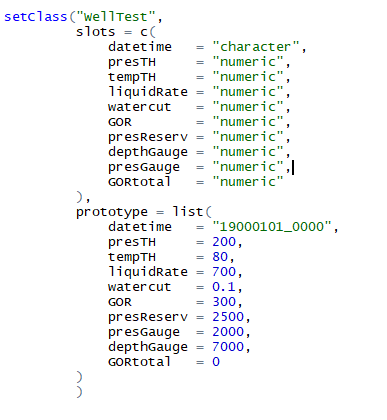 setClass("WellTest",
slots = c(
datetime = "character",
presTH = "numeric",
tempTH = "numeric",
liquidRate = "numeric",
watercut = "numeric",
GOR = "numeric",
presReserv = "numeric",
depthGauge = "numeric",
presGauge = "numeric",
GORtotal = "numeric"
),
prototype = list(
datetime = "19000101_0000",
presTH = 200,
tempTH = 80,
liquidRate = 700,
watercut = 0.1,
GOR = 300,
presReserv = 2500,
presGauge = 2000,
depthGauge = 7000,
GORtotal = 0
)
)